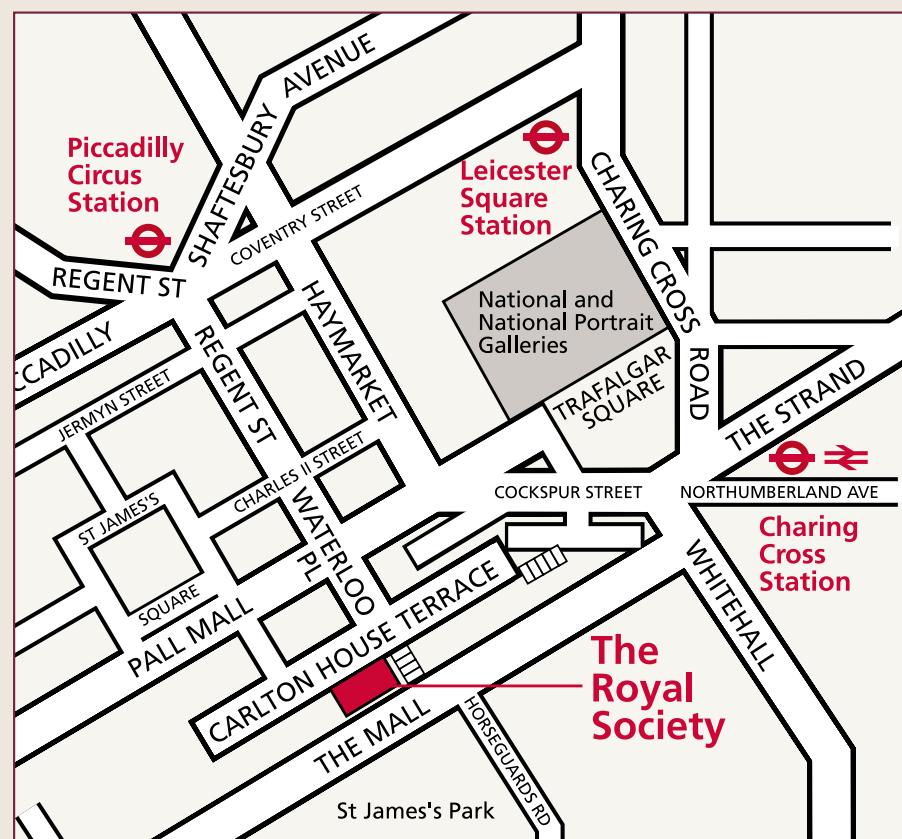 SHAFTESBURY AVENUE
Piccadilly
Circus
Station
Leicester
Square
Station
CHARING CROSS ROAD
COVENTRY STREET
REGENT ST
National and
National Portrait
Galleries
HAYMARKET
CCADILLY
REGENT ST
JERMYN STREET
TRAFALGAR
SQUARE
THE STRAND
CHARLES II STREET
ST JAMES'S
SQUARE
COCKSPUR STREET
NORTHUMBERLAND AVE
WATERLOO
PL
Charing
Cross
Station
WHITEHALL
PALL MALL
CARLTON HOUSE TERRACE
The
Royal
Society
THE MALL
HORSEGUARDS RD
St James's Park